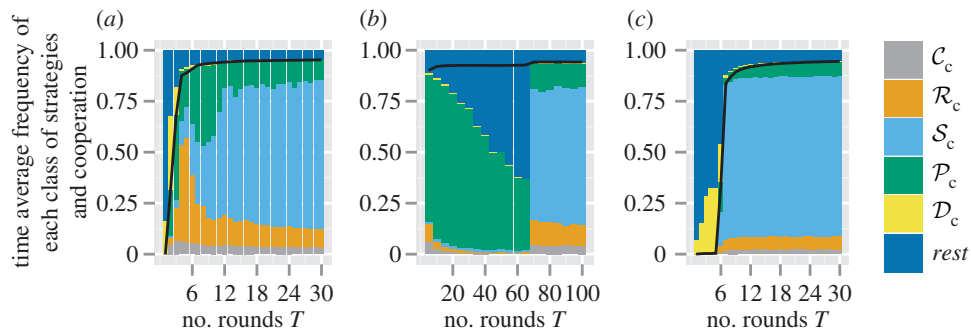 (a) (b) (c)
time average frequency of
each class of strategies
and cooperation
1.00 1.00 1.00
0.75 0.75 0.75
0.50 0.50 0.50
0.25 0.25 0.25
0 0 0
6 12 18 24 30 20 40 60 80 100 6 12 18 24 30
no. rounds T no. rounds T no. rounds T
𝒞c
ℛc
𝒮c
𝒫c
𝒟c
rest